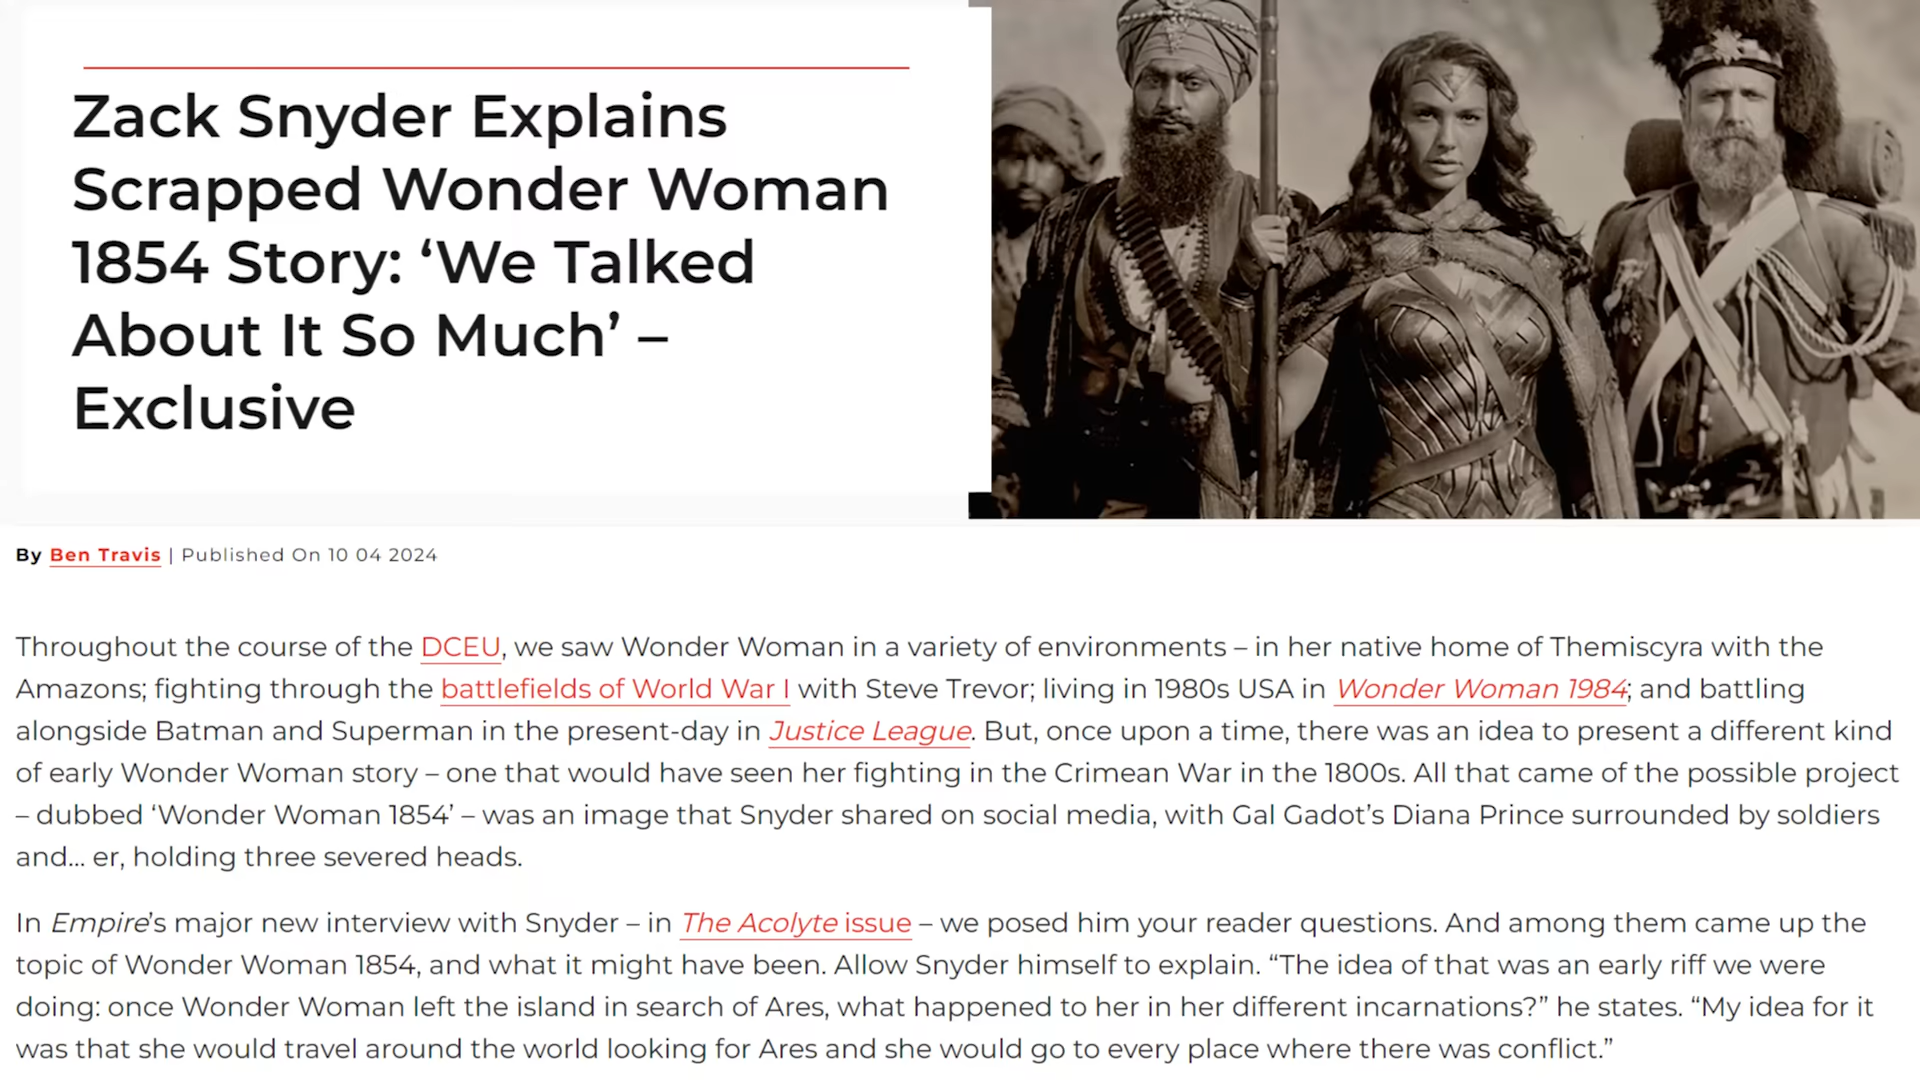 Zack Snyder Explains
Scrapped Wonder Woman
1854 Story: ‘We Talked
About It So Much’ –
Exclusive
By Ben Travis | Published On 10 04 2024
Throughout the course of the DCEU, we saw Wonder Woman in a variety of environments – in her native home of Themiscyra with the
Amazons; fighting through the battlefields of World War I with Steve Trevor; living in 1980s USA in Wonder Woman 1984; and battling
alongside Batman and Superman in the present-day in Justice League. But, once upon a time, there was an idea to present a different kind
of early Wonder Woman story – one that would have seen her fighting in the Crimean War in the 1800s. All that came of the possible project
– dubbed ‘Wonder Woman 1854’ – was an image that Snyder shared on social media, with Gal Gadot’s Diana Prince surrounded by soldiers
and... er, holding three severed heads.
In Empire’s major new interview with Snyder – in The Acolyte issue – we posed him your reader questions. And among them came up the
topic of Wonder Woman 1854, and what it might have been. Allow Snyder himself to explain. “The idea of that was an early riff we were
doing: once Wonder Woman left the island in search of Ares, what happened to her in her different incarnations?” he states. “My idea for it
was that she would travel around the world looking for Ares and she would go to every place where there was conflict.”